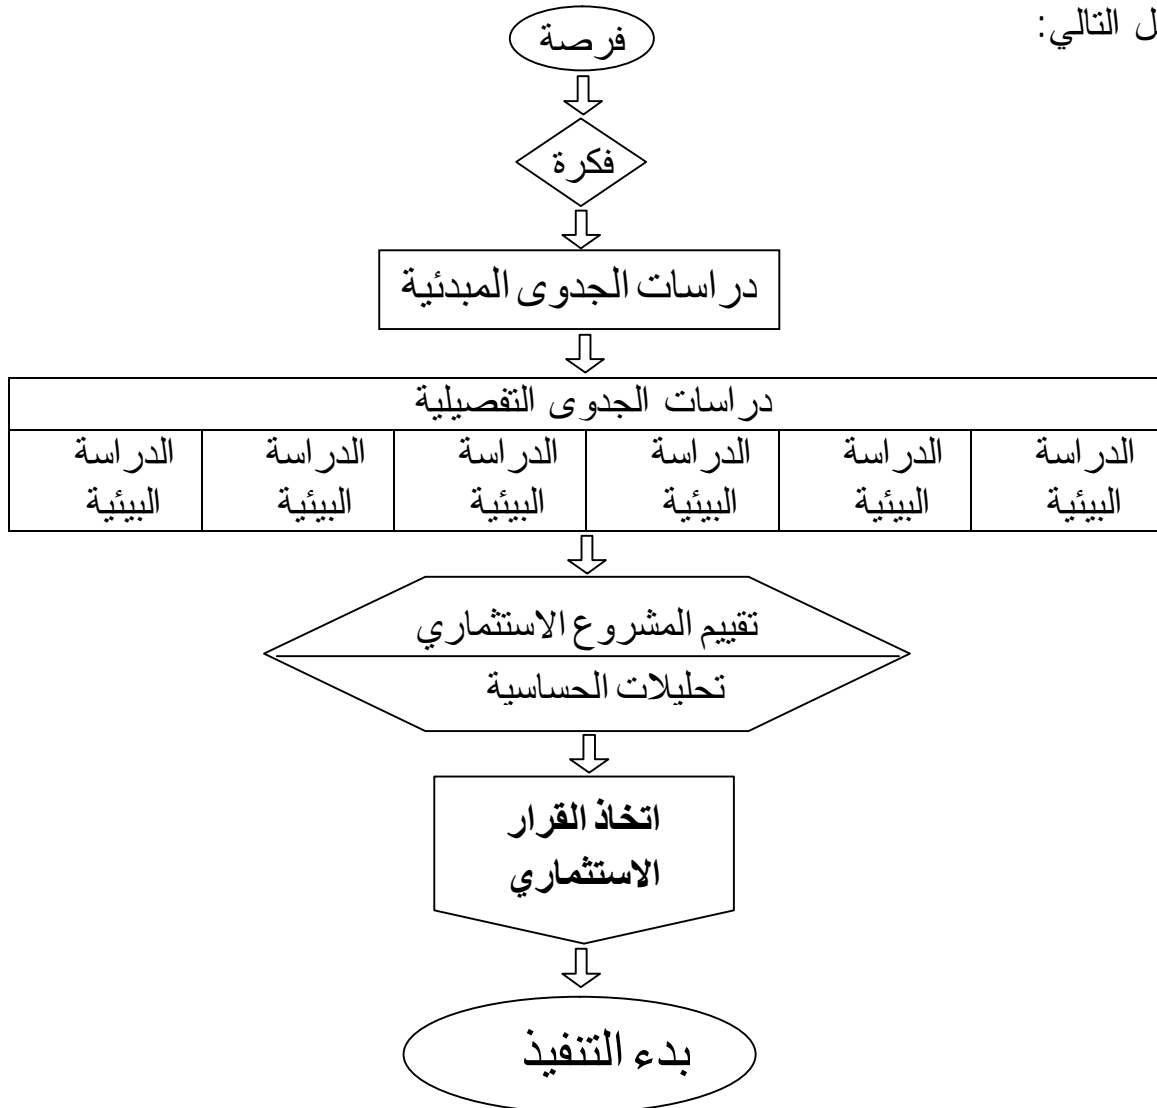 ل التالي:
فرصة
فكرة
دراسات الجدوى المبدئية
دراسات الجدوى التفصيلية
الدراسة البيئية
الدراسة البيئية
الدراسة البيئية
الدراسة البيئية
الدراسة البيئية
الدراسة البيئية
تقييم المشروع الاستثماري
تحليلات الحساسية
اتخاذ القرار
الاستثماري
بدء التنفيذ